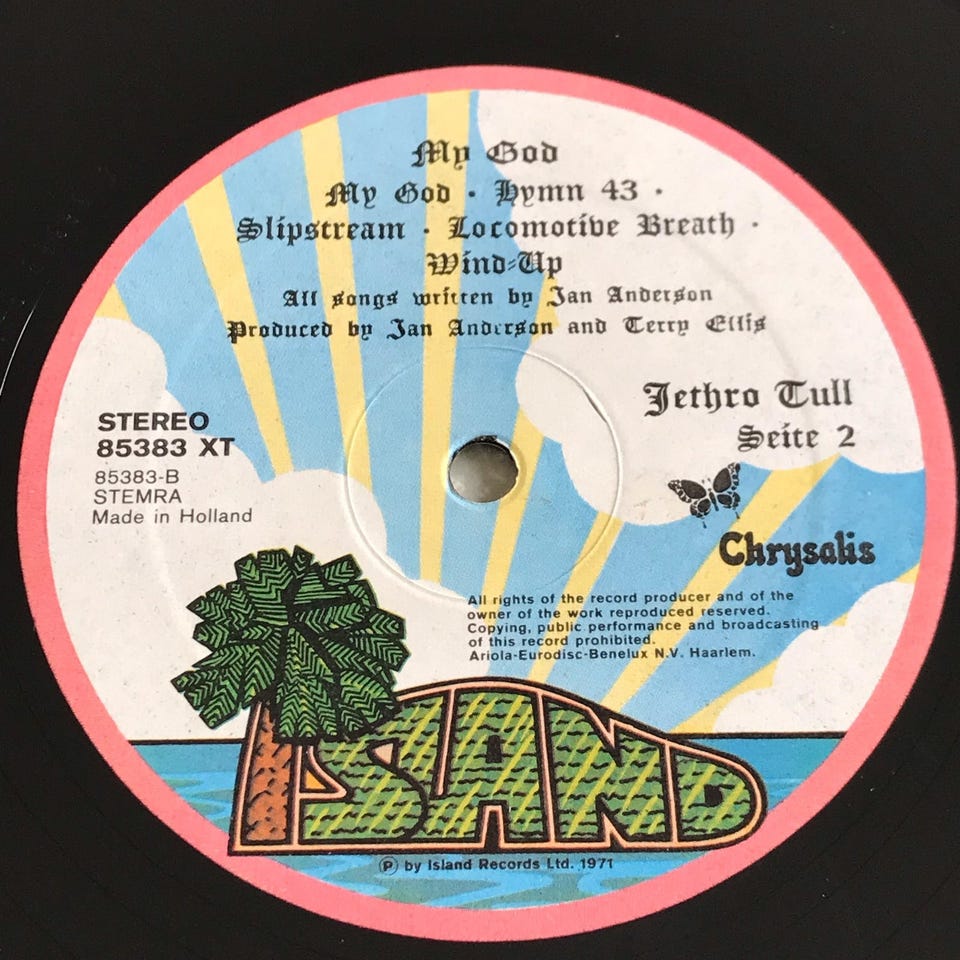 My God
My God · Hymn 43 ·
Slipstream · Locomotive Breath ·
Wind-Up
All songs written by Ian Anderson
Produced by Ian Anderson and Terry Ellis
Jethro Tull
Seite 2
STEREO
85383 XT
85383-B
STEMRA
Made in Holland
Chrysalis
All rights of the record producer and of the
owner of the work reproduced reserved.
Copying, public performance and broadcasting
of this record prohibited.
Ariola-Eurodisc-Benelux N.V. Haarlem.
ISLAND
Ⓟ by Island Records Ltd. 1971